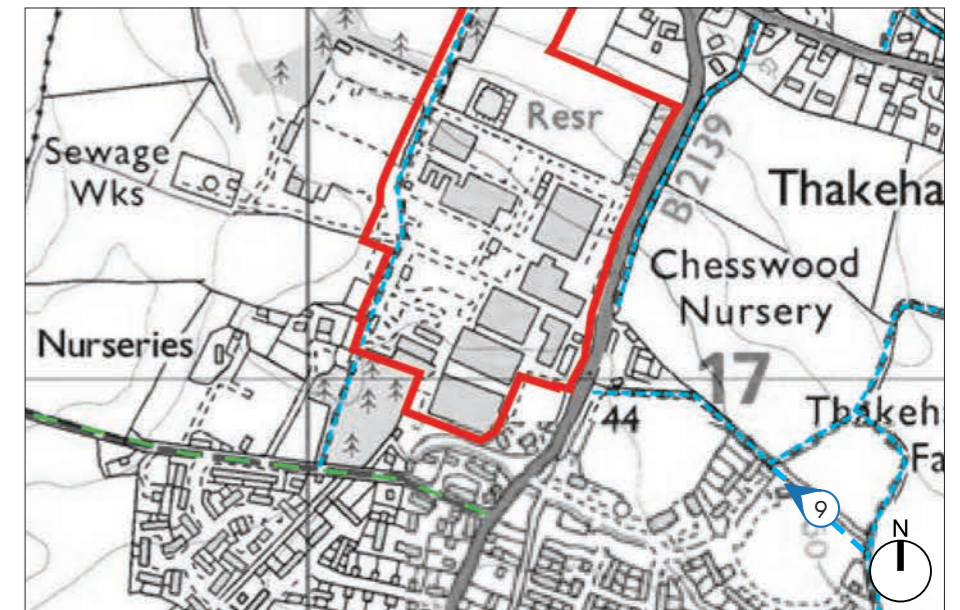 Resr
Sewage
Wks
B2139
Thakeha
Chesswood
Nursery
Nurseries
17
44
Thakeh
Fa
9
N